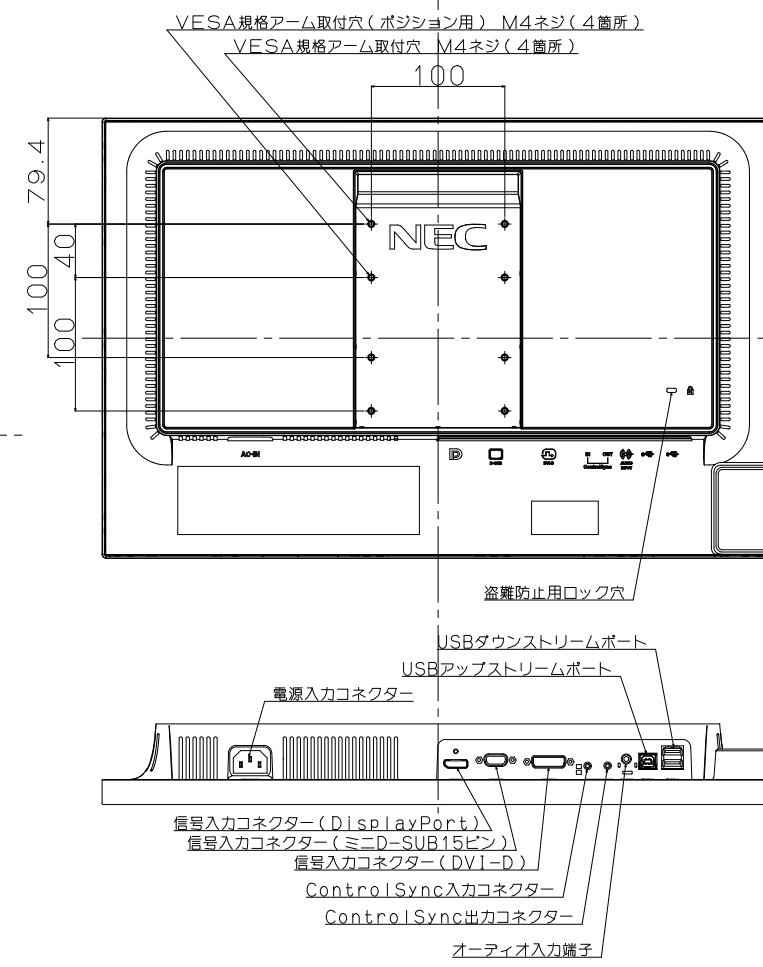 VESA規格アーム取付穴(ポジション用) M4ネジ(4箇所)
VESA規格アーム取付穴 M4ネジ(4箇所)
100
79.4
40
100
100
NEC
AC-IN
D-SUB
DVI-D
IN OUT
ControlSync
AUDIO
INPUT
盗難防止用ロック穴
USBダウンストリームポート
USBアップストリームポート
電源入力コネクター
信号入力コネクター(DisplayPort)
信号入力コネクター(ミニD-SUB15ピン)
信号入力コネクター(DVI-D)
ControlSync入力コネクター
ControlSync出力コネクター
オーディオ入力端子